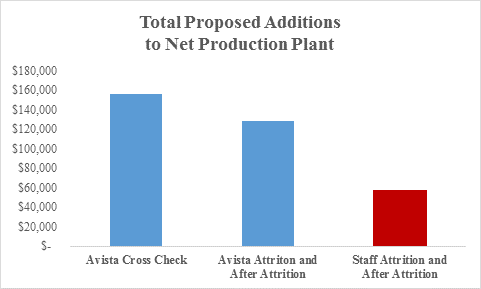 Total Proposed Additions
to Net Production Plant
$180,000
$160,000
$140,000
$120,000
$100,000
$80,000
$60,000
$40,000
$20,000
$-
Avista Cross Check
Avista Attriton and
After Attrition
Staff Attrition and
After Attrition